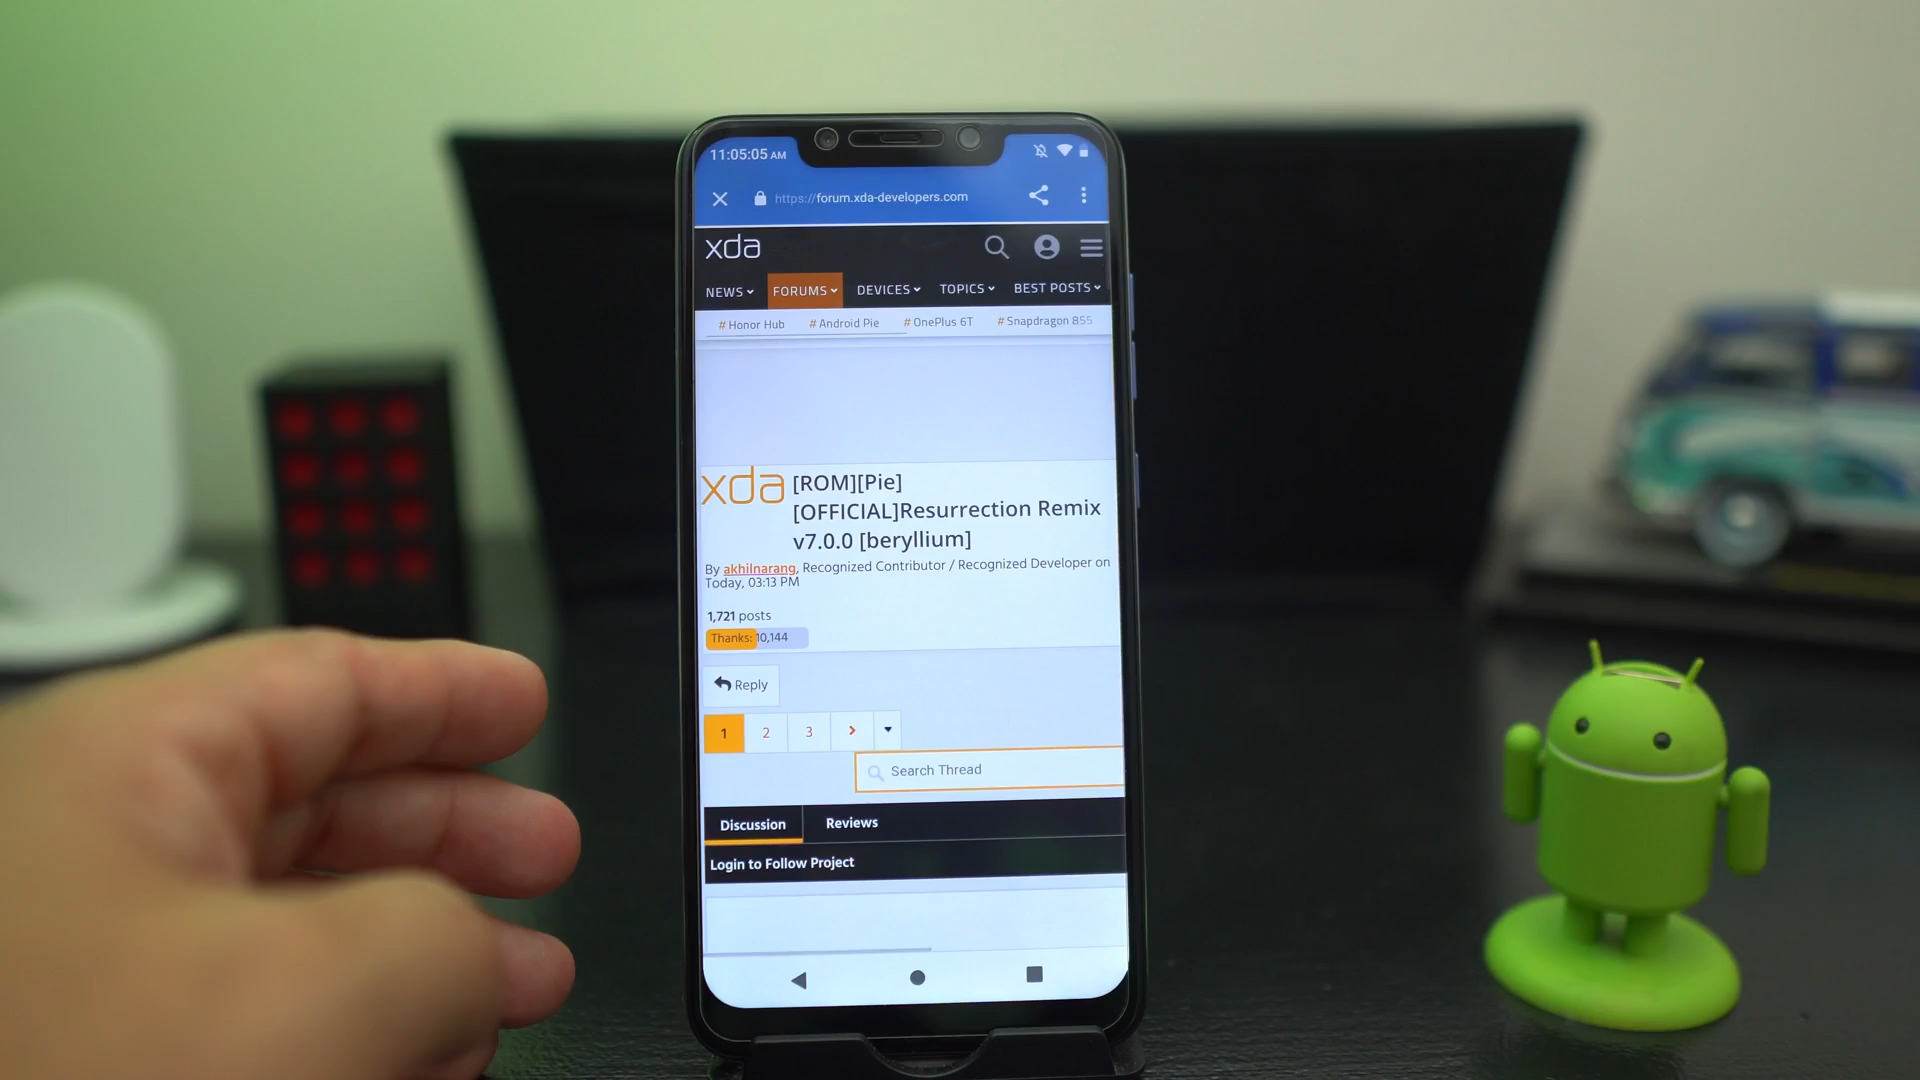 11:05:05 AM
https://forum.xda-developers.com
xda
NEWS FORUMS DEVICES TOPICS BEST POSTS
# Honor Hub # Android Pie # OnePlus 6T # Snapdragon 855
xda
[ROM][Pie]
[OFFICIAL]Resurrection Remix
v7.0.0 [beryllium]
By akhilnarang, Recognized Contributor / Recognized Developer on
Today, 03:13 PM
1,721 posts
Thanks: 10,144
Reply
1 2 3
Search Thread
Discussion Reviews
Login to Follow Project